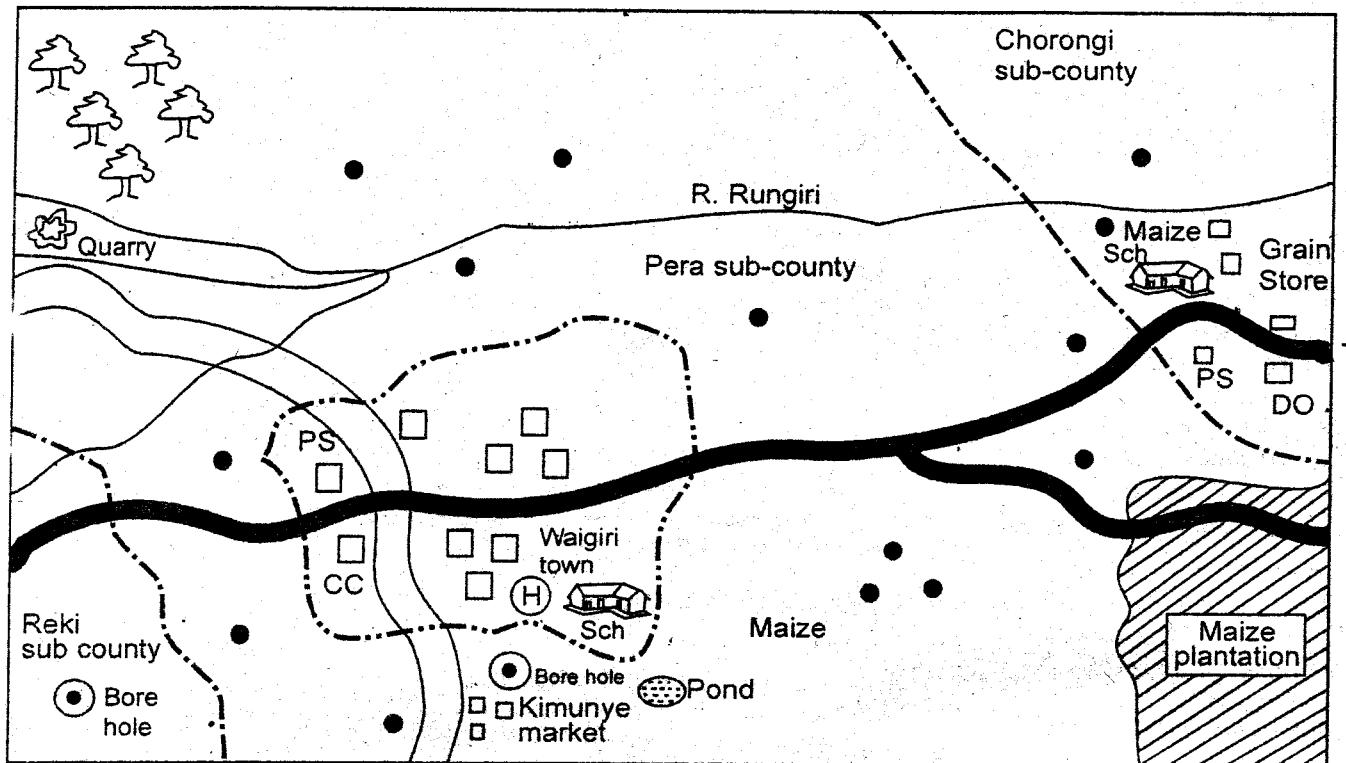 Chorongi
sub-county
R. Rungiri
Quarry
Maize
Sch
Grain
Store
Pera sub-county
PS
PS
DO
Waigiri
town
CC
H
Sch
Reki
sub county
Bore
hole
Bore hole
Pond
Kimunye
market
Maize
Maize
plantation